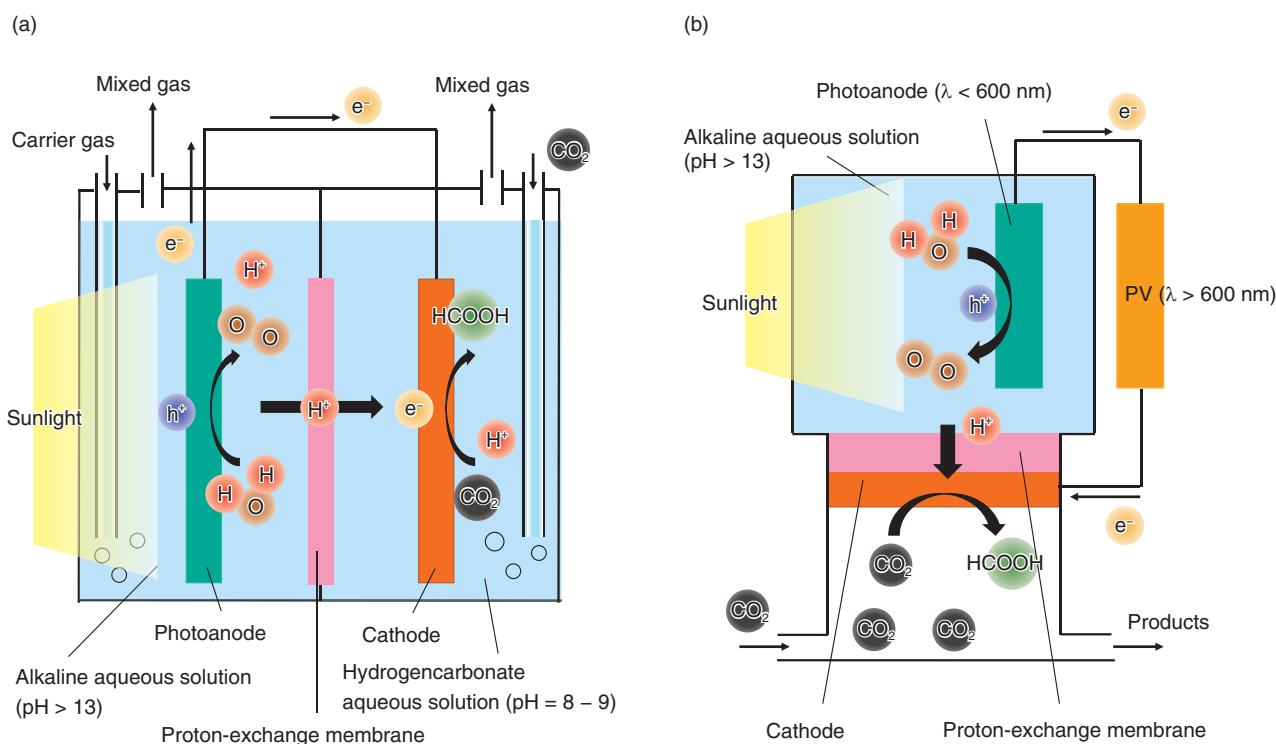 (a)
Mixed gas
Mixed gas
e⁻
Carrier gas
CO₂
e⁻
H⁺
O
O
HCOOH
Sunlight
h⁺
H⁺
e⁻
H⁺
H
H
O
CO₂
Photoanode
Cathode
Alkaline aqueous solution
(pH > 13)
Hydrogencarbonate
aqueous solution (pH = 8 – 9)
Proton-exchange membrane
(b)
Photoanode (λ < 600 nm)
e⁻
Alkaline aqueous solution
(pH > 13)
H
H
O
Sunlight
h⁺
PV (λ > 600 nm)
O
O
H⁺
e⁻
CO₂
HCOOH
CO₂
CO₂
CO₂
Products
Cathode
Proton-exchange membrane